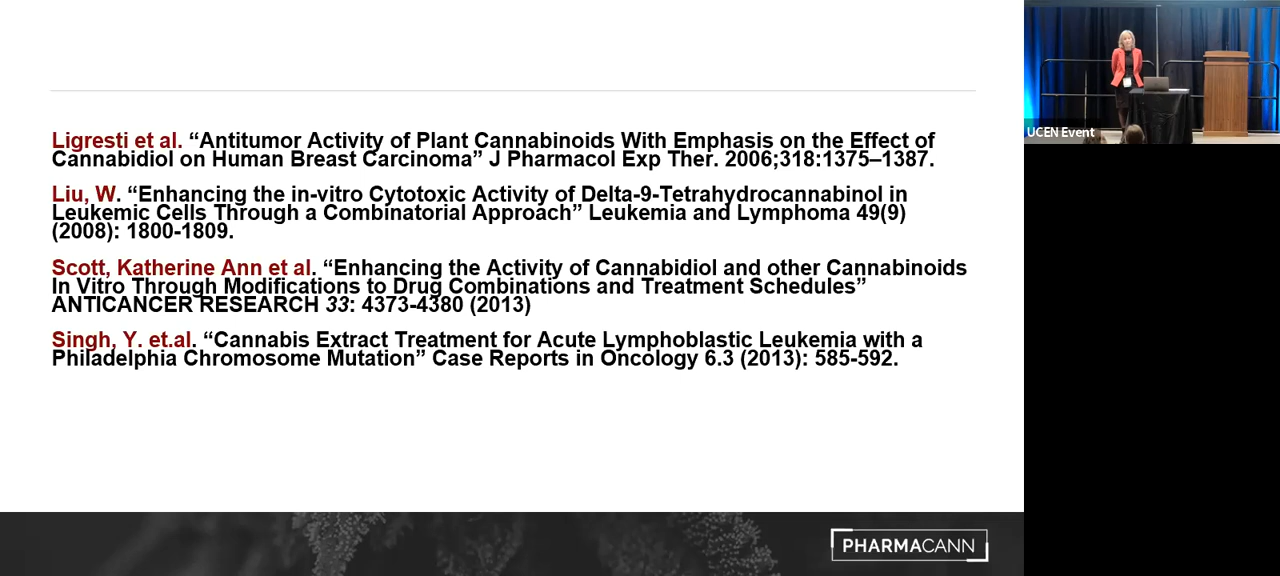 Ligresti et al. “Antitumor Activity of Plant Cannabinoids With Emphasis on the Effect of
Cannabidiol on Human Breast Carcinoma” J Pharmacol Exp Ther. 2006;318:1375–1387.
Liu, W. “Enhancing the in-vitro Cytotoxic Activity of Delta-9-Tetrahydrocannabinol in
Leukemic Cells Through a Combinatorial Approach” Leukemia and Lymphoma 49(9)
(2008): 1800-1809.
Scott, Katherine Ann et al. “Enhancing the Activity of Cannabidiol and other Cannabinoids
In Vitro Through Modifications to Drug Combinations and Treatment Schedules”
ANTICANCER RESEARCH 33: 4373-4380 (2013)
Singh, Y. et.al. “Cannabis Extract Treatment for Acute Lymphoblastic Leukemia with a
Philadelphia Chromosome Mutation” Case Reports in Oncology 6.3 (2013): 585-592.
PHARMACANN
UCEN Event